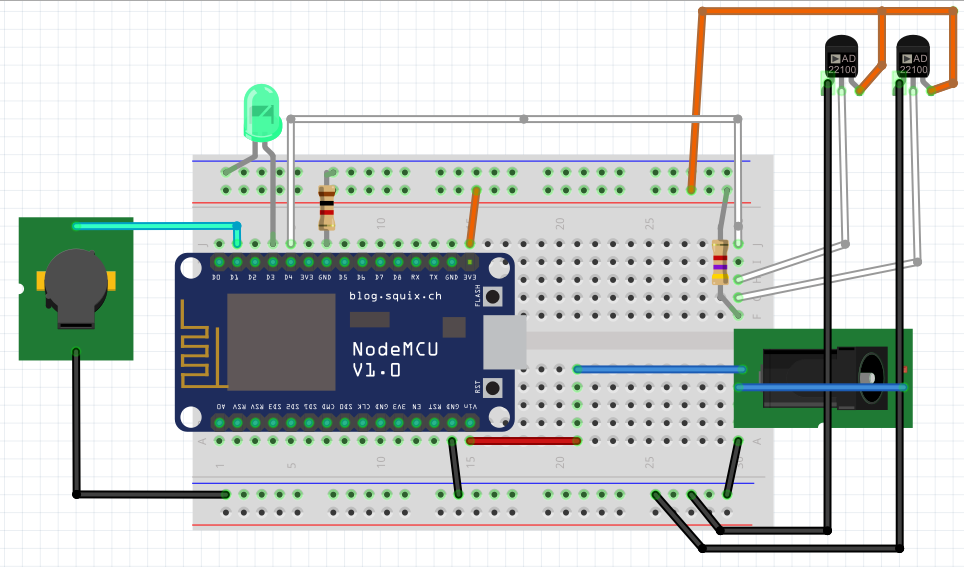 AD
22100
AD
22100
10
20
25
J
J
I
D0 D1 D2 D3 D4 3V3 GND D5 D6 D7 D8 RX TX GND 3V3
blog.squix.ch
FLASH
F
NodeMCU
V1.0
RST
A0 RSV RSV SD3 SD2 SD1 CMD SD0 CLK GND 3V3 EN RST GND Vin
A
A
1
5
10
15
20
25